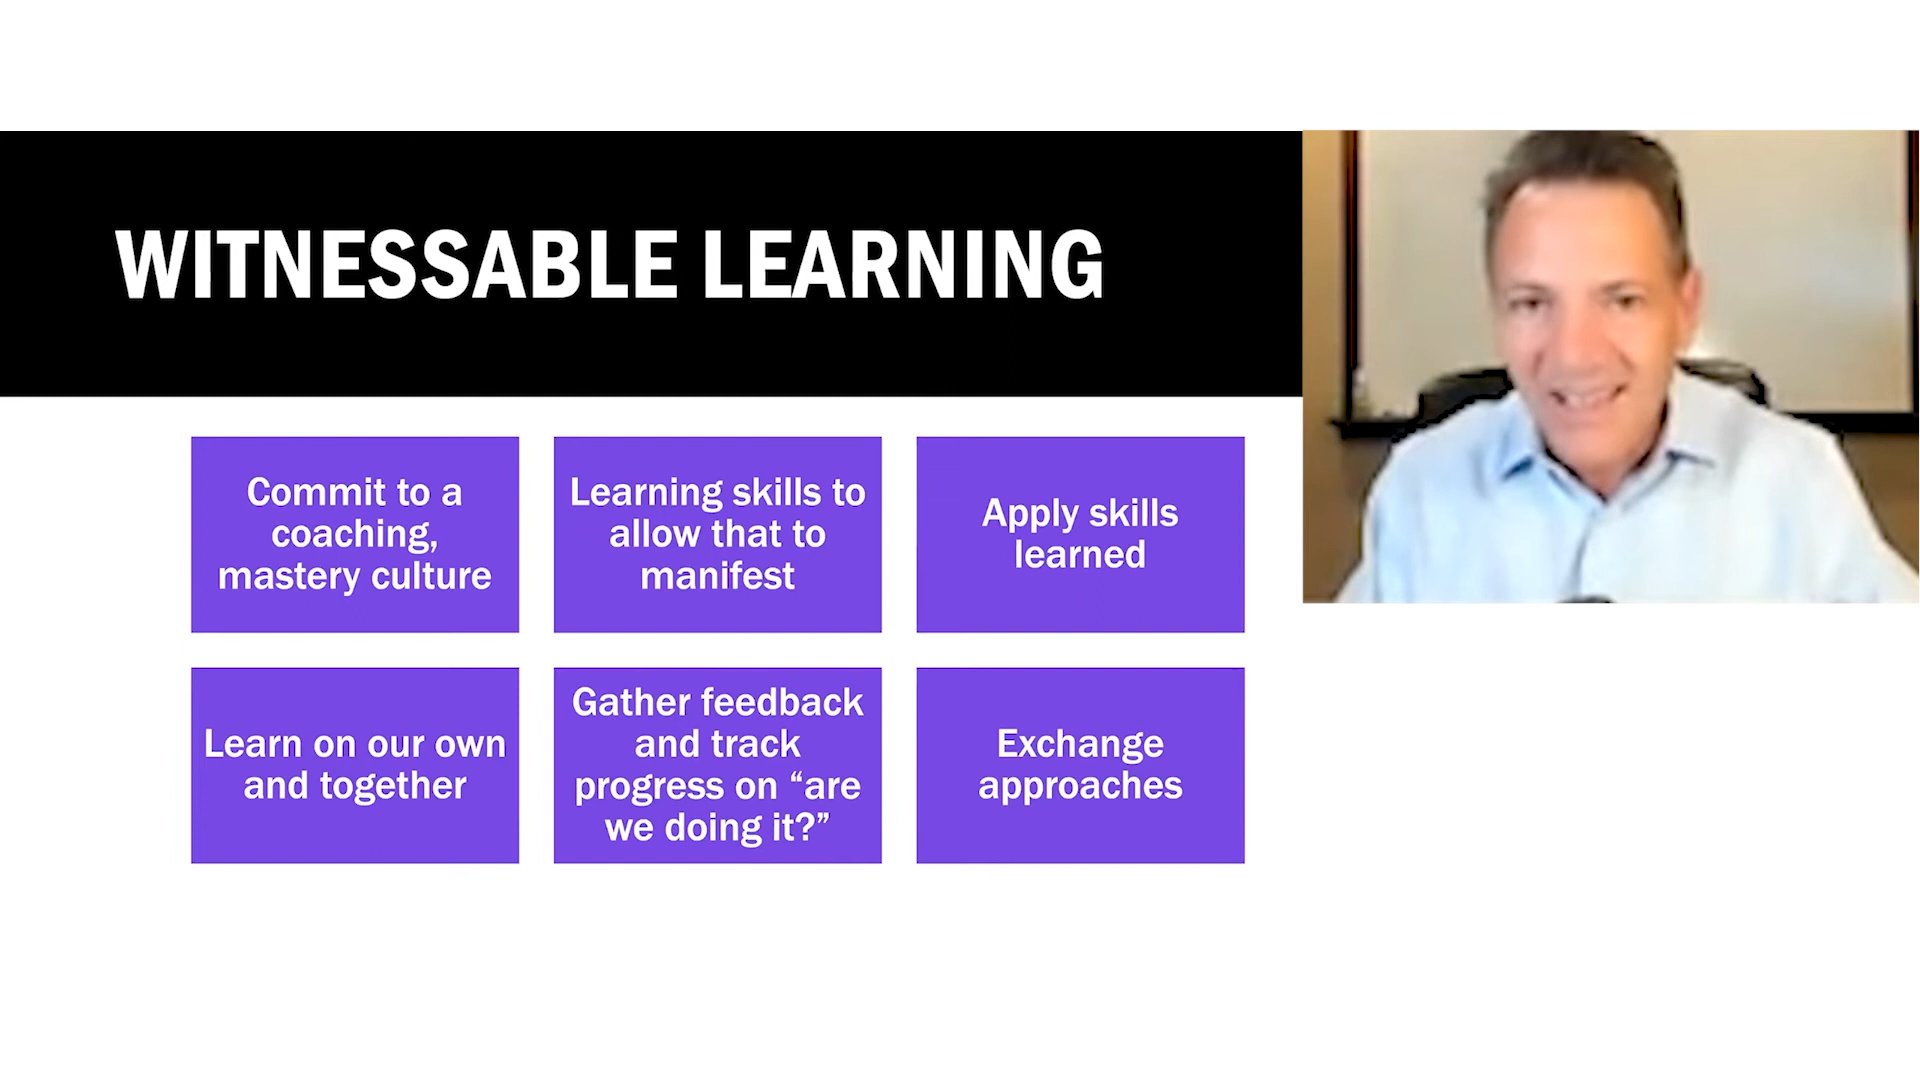 WITNESSABLE LEARNING
Commit to a
coaching,
mastery culture
Learning skills to
allow that to
manifest
Apply skills
learned
Learn on our own
and together
Gather feedback
and track
progress on “are
we doing it?”
Exchange
approaches